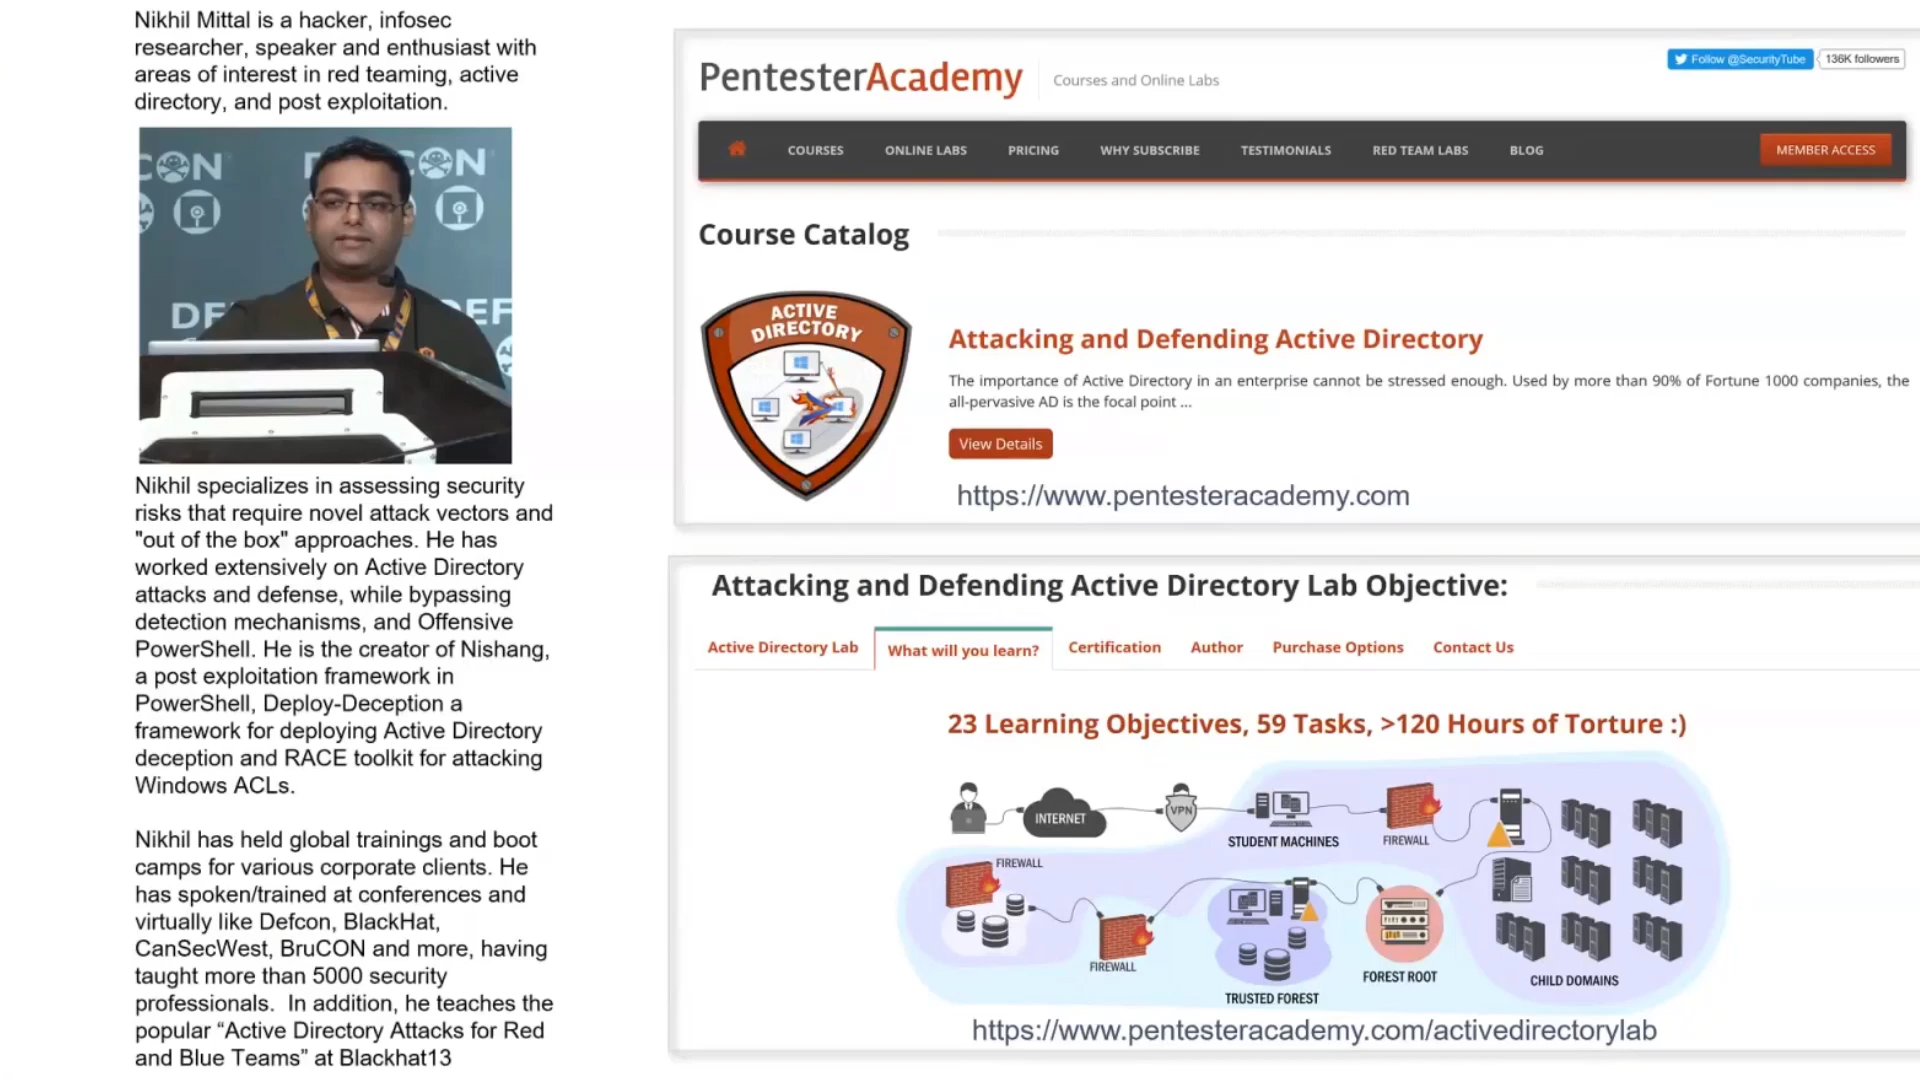 Nikhil Mittal is a hacker, infosec
researcher, speaker and enthusiast with
areas of interest in red teaming, active
directory, and post exploitation.
CON
DE
CON
DE
DEF
Nikhil specializes in assessing security
risks that require novel attack vectors and
"out of the box" approaches. He has
worked extensively on Active Directory
attacks and defense, while bypassing
detection mechanisms, and Offensive
PowerShell. He is the creator of Nishang,
a post exploitation framework in
PowerShell, Deploy-Deception a
framework for deploying Active Directory
deception and RACE toolkit for attacking
Windows ACLs.
Nikhil has held global trainings and boot
camps for various corporate clients. He
has spoken/trained at conferences and
virtually like Defcon, BlackHat,
CanSecWest, BruCON and more, having
taught more than 5000 security
professionals.  In addition, he teaches the
popular “Active Directory Attacks for Red
and Blue Teams” at Blackhat13
PentesterAcademy
Courses and Online Labs
Follow @SecurityTube
136K followers
COURSES
ONLINE LABS
PRICING
WHY SUBSCRIBE
TESTIMONIALS
RED TEAM LABS
BLOG
MEMBER ACCESS
Course Catalog
ACTIVE
DIRECTORY
Attacking and Defending Active Directory
The importance of Active Directory in an enterprise cannot be stressed enough. Used by more than 90% of Fortune 1000 companies, the
all-pervasive AD is the focal point ...
View Details
https://www.pentesteracademy.com
Attacking and Defending Active Directory Lab Objective:
Active Directory Lab
What will you learn?
Certification
Author
Purchase Options
Contact Us
23 Learning Objectives, 59 Tasks, >120 Hours of Torture :)
INTERNET
VPN
STUDENT MACHINES
FIREWALL
FIREWALL
FIREWALL
TRUSTED FOREST
FOREST ROOT
CHILD DOMAINS
https://www.pentesteracademy.com/activedirectorylab